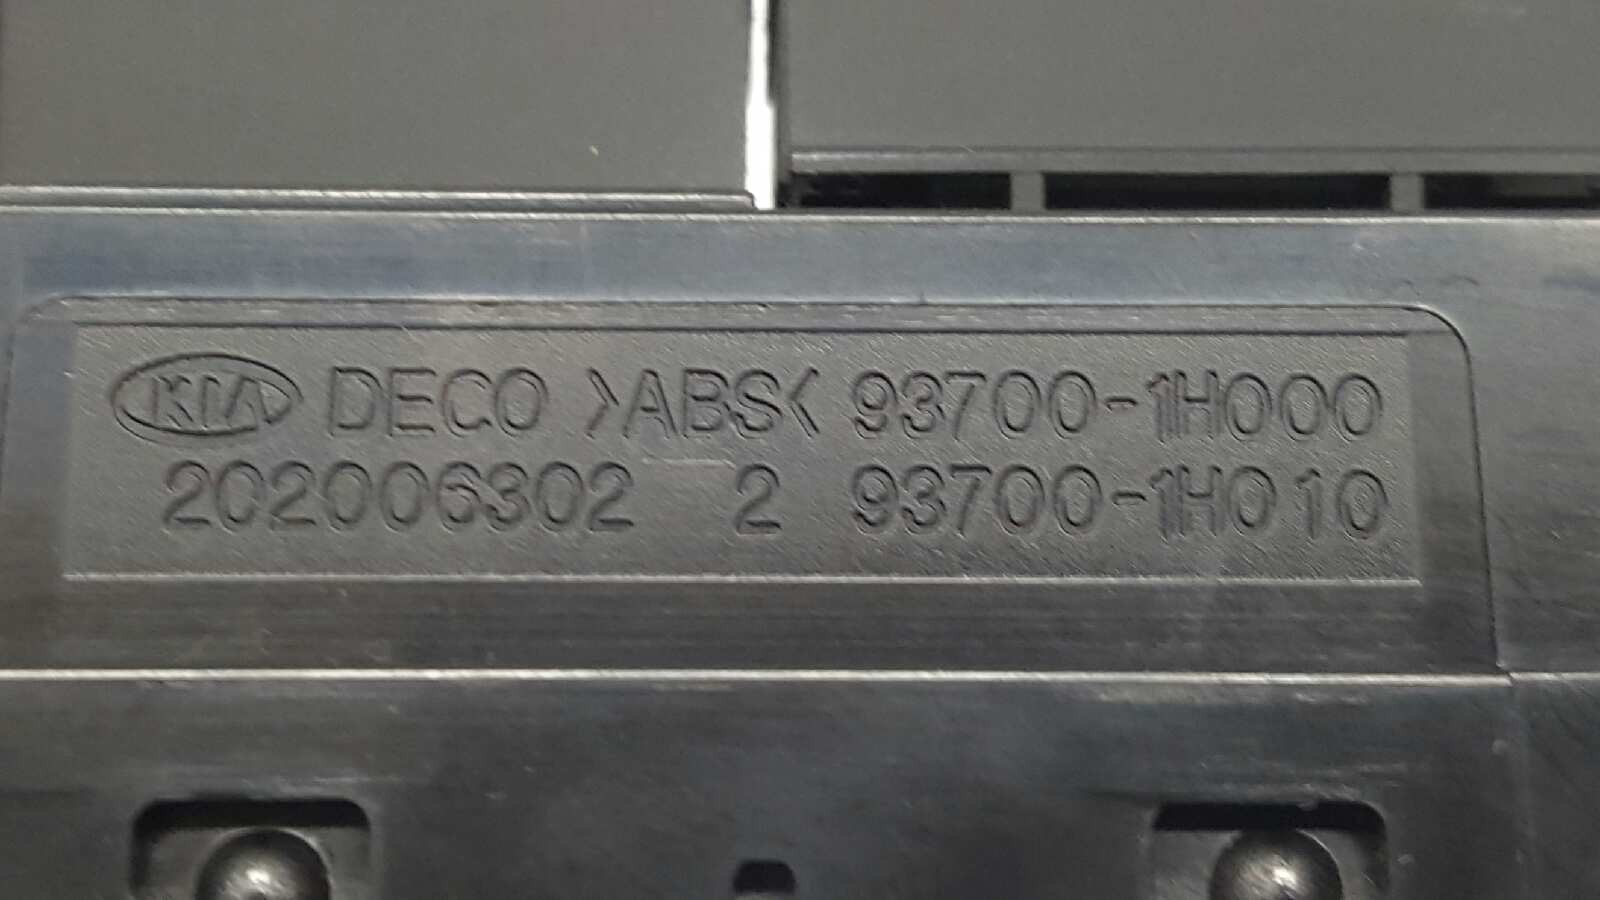 KIA DECO >ABS< 93700-1H000
202006302 2 93700-1H010